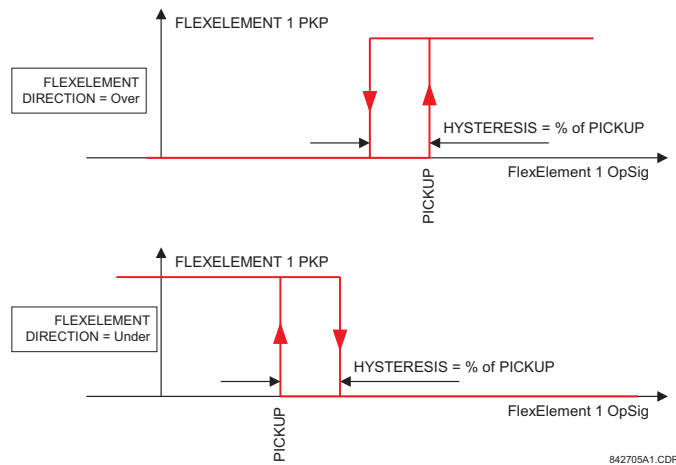 FLEXELEMENT 1 PKP
FLEXELEMENT
DIRECTION = Over
HYSTERESIS = % of PICKUP
FlexElement 1 OpSig
PICKUP
FLEXELEMENT 1 PKP
FLEXELEMENT
DIRECTION = Under
HYSTERESIS = % of PICKUP
FlexElement 1 OpSig
PICKUP
842705A1.CDR